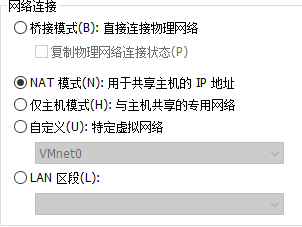 网络连接
桥接模式(B): 直接连接物理网络
复制物理网络连接状态(P)
NAT 模式(N): 用于共享主机的 IP 地址
仅主机模式(H): 与主机共享的专用网络
自定义(U): 特定虚拟网络
VMnet0
LAN 区段(L):